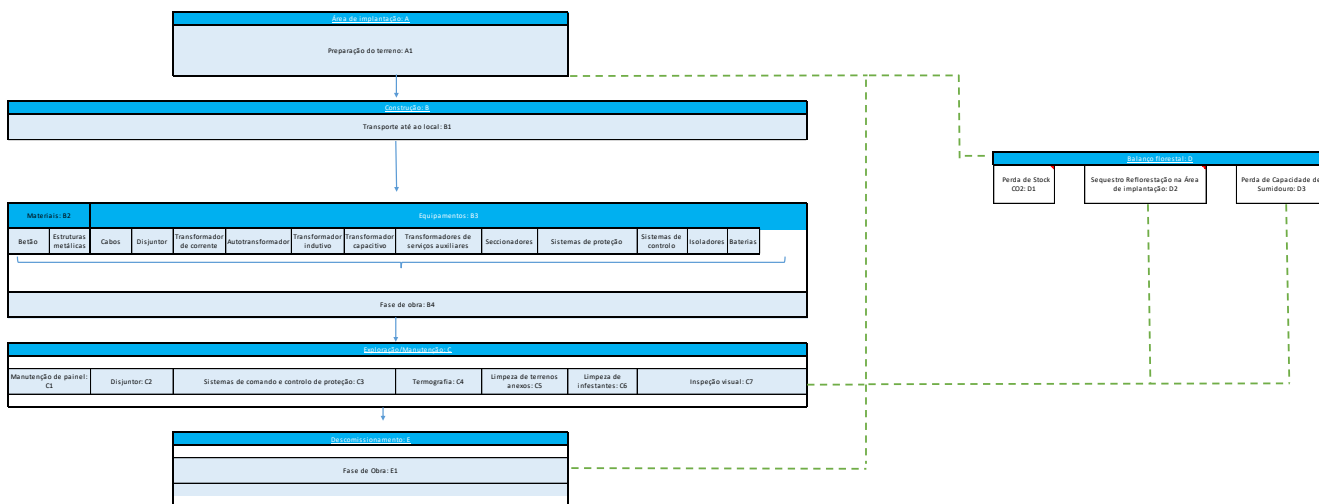 Área de implantação: A
Preparação do terreno: A1
Construção: B
Transporte até ao local: B1
Balanço florestal: D
Perda de Stock
CO2: D1
Sequestro Reflorestação na Área
de implantação: D2
Perda de Capacidade de
Sumidouro: D3
Materiais: B2
Equipamentos: B3
Betão
Estruturas
metálicas
Cabos
Disjuntor
Transformador
de corrente
Autotransformador
Transformador
indutivo
Transformador
capacitivo
Transformadores de
serviços auxiliares
Seccionadores
Sistemas de proteção
Sistemas de
controlo
Isoladores
Baterias
Fase de obra: B4
Exploração/Manutenção: C
Manutenção de painel:
C1
Disjuntor: C2
Sistemas de comando e controlo de proteção: C3
Termografia: C4
Limpeza de terrenos
anexos: C5
Limpeza de
infestantes: C6
Inspeção visual: C7
Descomissionamento: E
Fase de Obra: E1